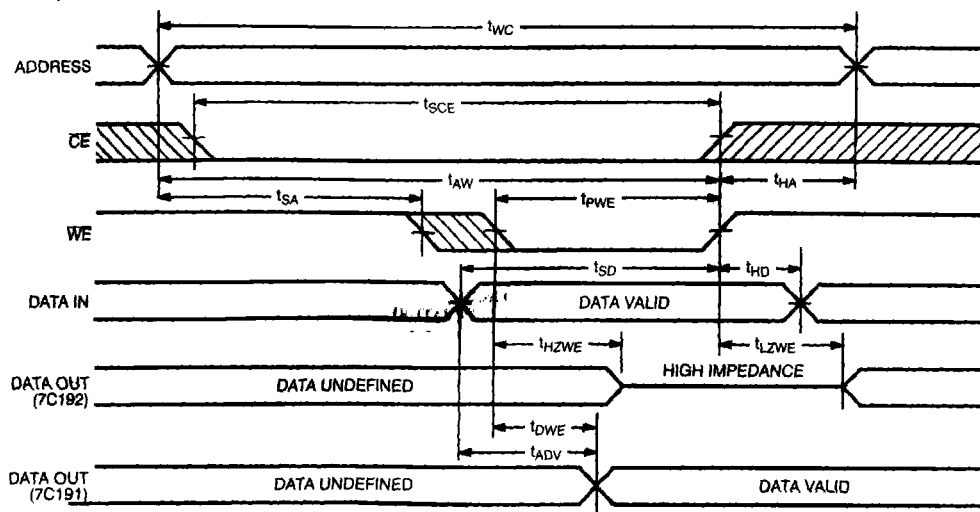 tWC
ADDRESS
tSCE
CE
tAW
tHA
tSA
tPWE
WE
tSD
tHD
DATA IN
DATA VALID
tHZWE
tLZWE
HIGH IMPEDANCE
DATA OUT
(7C192)
DATA UNDEFINED
tDWE
tADV
DATA OUT
(7C191)
DATA UNDEFINED
DATA VALID